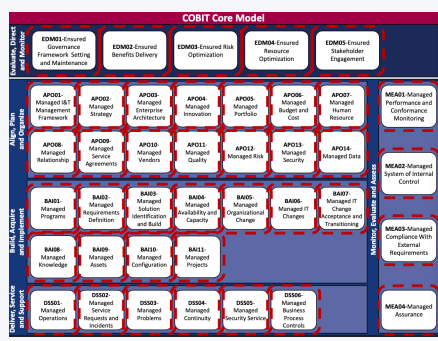 COBIT Core Model
Evaluate, Direct
and Monitor
EDM01-Ensured
Governance
Framework Setting
and Maintenance
EDM02-Ensured
Benefits Delivery
EDM03-Ensured Risk
Optimization
EDM04-Ensured
Resource
Optimization
EDM05-Ensured
Stakeholder
Engagement
Align, Plan
and Organize
APO01-
Managed I&T
Management
Framework
APO02-
Managed
Strategy
APO03-
Managed
Enterprise
Architecture
APO04-
Managed
Innovation
APO05-
Managed
Portfolio
APO06-
Managed
Budget and
Cost
APO07-
Managed
Human
Resource
APO08-
Managed
Relationship
APO09-
Managed
Service
Agreements
APO10-
Managed
Vendors
APO11-
Managed
Quality
APO12-
Managed Risk
APO13-
Managed
Security
APO14-
Managed Data
Build, Acquire
and Implement
BAI01-
Managed
Programs
BAI02-
Managed
Requirements
Definition
BAI03-
Managed
Solution
Identification
and Build
BAI04-
Managed
Availability and
Capacity
BAI05-
Managed
Organizational
Change
BAI06-
Managed IT
Changes
BAI07
Managed IT
Change
Acceptance and
Transitioning
BAI08-
Managed
Knowledge
BAI09-
Managed
Assets
BAI10-
Managed
Configuration
BAI11-
Managed
Projects
Deliver, Service
and Support
DSS01-
Managed
Operations
DSS02-
Managed
Service
Requests and
Incidents
DSS03-
Managed
Problems
DSS04-
Managed
Continuity
DSS05-
Managed
Security Service
DSS06-
Managed
Business
Process
Controls
Monitor, Evaluate and Assess
MEA01-Managed
Performance and
Conformance
Monitoring
MEA02-Managed
System of Internal
Control
MEA03-Managed
Compliance With
External
Requirements
MEA04-Managed
Assurance